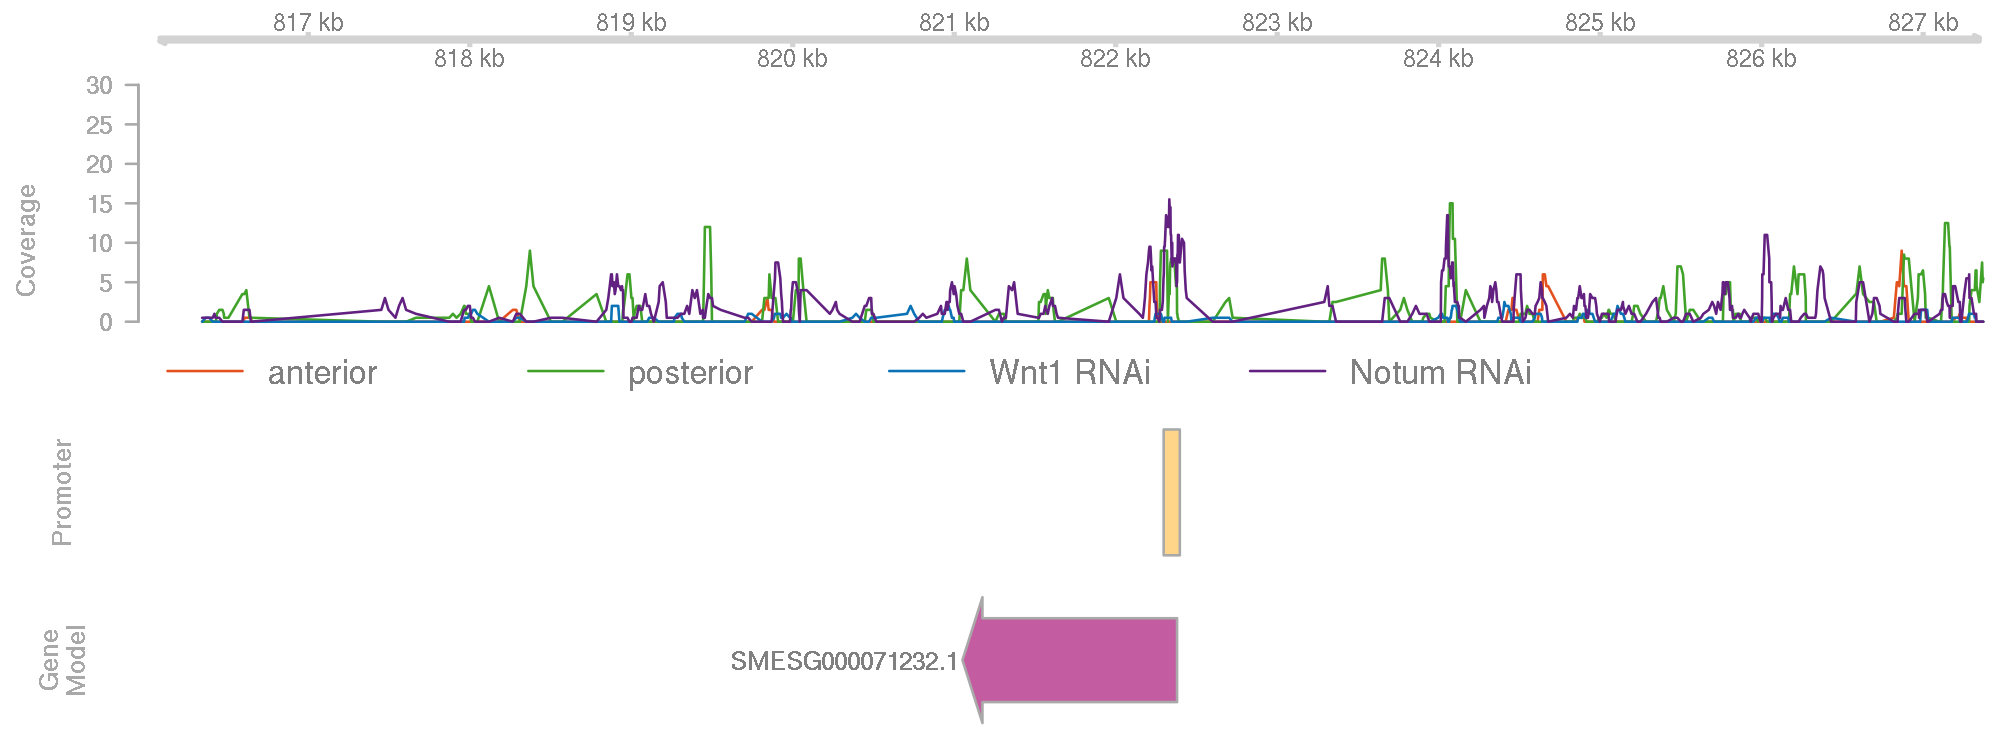 817 kb 819 kb 821 kb 823 kb 825 kb 827 kb
818 kb 820 kb 822 kb 824 kb 826 kb
30
25
20
15
10
5
0
Coverage
anterior posterior Wnt1 RNAi Notum RNAi
Promoter
Gene
Model
SMESG000071232.1